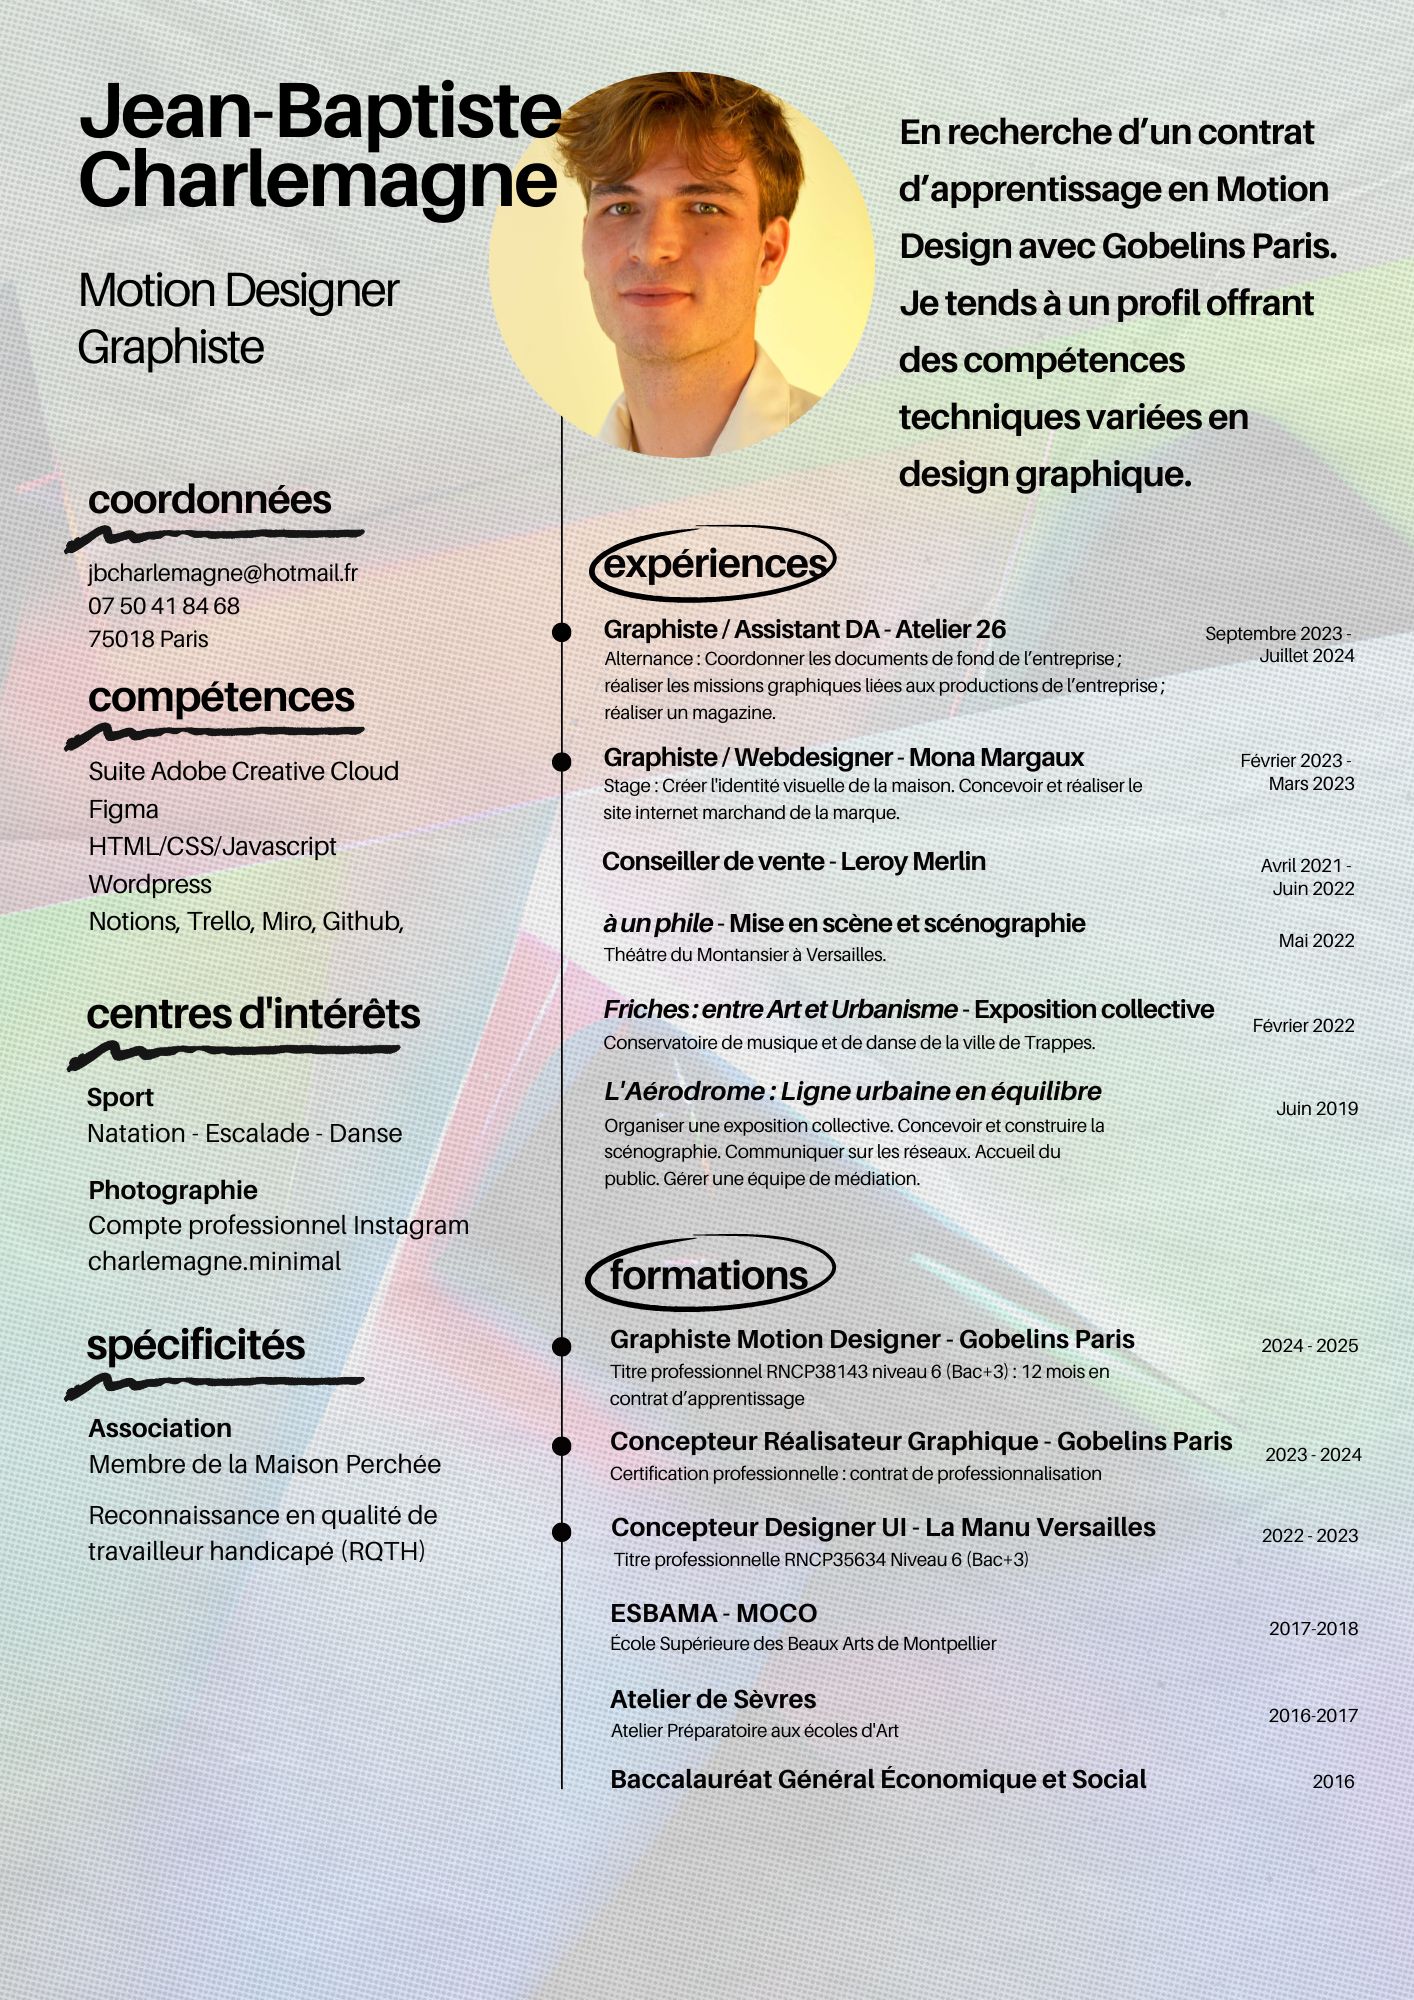 Jean-Baptiste
Charlemagne
Motion Designer
Graphiste
En recherche d’un contrat
d’apprentissage en Motion
Design avec Gobelins Paris.
Je tends à un profil offrant
des compétences
techniques variées en
design graphique.
coordonnées
jbcharlemagne@hotmail.fr
07 50 41 84 68
75018 Paris
compétences
Suite Adobe Creative Cloud
Figma
HTML/CSS/Javascript
Wordpress
Notions, Trello, Miro, Github,
centres d'intérêts
Sport
Natation - Escalade - Danse
Photographie
Compte professionnel Instagram
charlemagne.minimal
spécificités
Association
Membre de la Maison Perchée
Reconnaissance en qualité de
travailleur handicapé (RQTH)
expériences
Graphiste / Assistant DA - Atelier 26
Septembre 2023 -
Juillet 2024
Alternance : Coordonner les documents de fond de l’entreprise ;
réaliser les missions graphiques liées aux productions de l’entreprise ;
réaliser un magazine.
Graphiste / Webdesigner - Mona Margaux
Février 2023 -
Mars 2023
Stage : Créer l'identité visuelle de la maison. Concevoir et réaliser le
site internet marchand de la marque.
Conseiller de vente - Leroy Merlin
Avril 2021 -
Juin 2022
à un phile - Mise en scène et scénographie
Mai 2022
Théâtre du Montansier à Versailles.
Friches : entre Art et Urbanisme - Exposition collective
Février 2022
Conservatoire de musique et de danse de la ville de Trappes.
L'Aérodrome : Ligne urbaine en équilibre
Juin 2019
Organiser une exposition collective. Concevoir et construire la
scénographie. Communiquer sur les réseaux. Accueil du
public. Gérer une équipe de médiation.
formations
Graphiste Motion Designer - Gobelins Paris
2024 - 2025
Titre professionnel RNCP38143 niveau 6 (Bac+3) : 12 mois en
contrat d’apprentissage
Concepteur Réalisateur Graphique - Gobelins Paris
2023 - 2024
Certification professionnelle : contrat de professionnalisation
Concepteur Designer UI - La Manu Versailles
2022 - 2023
Titre professionnelle RNCP35634 Niveau 6 (Bac+3)
ESBAMA - MOCO
2017-2018
École Supérieure des Beaux Arts de Montpellier
Atelier de Sèvres
2016-2017
Atelier Préparatoire aux écoles d'Art
Baccalauréat Général Économique et Social
2016